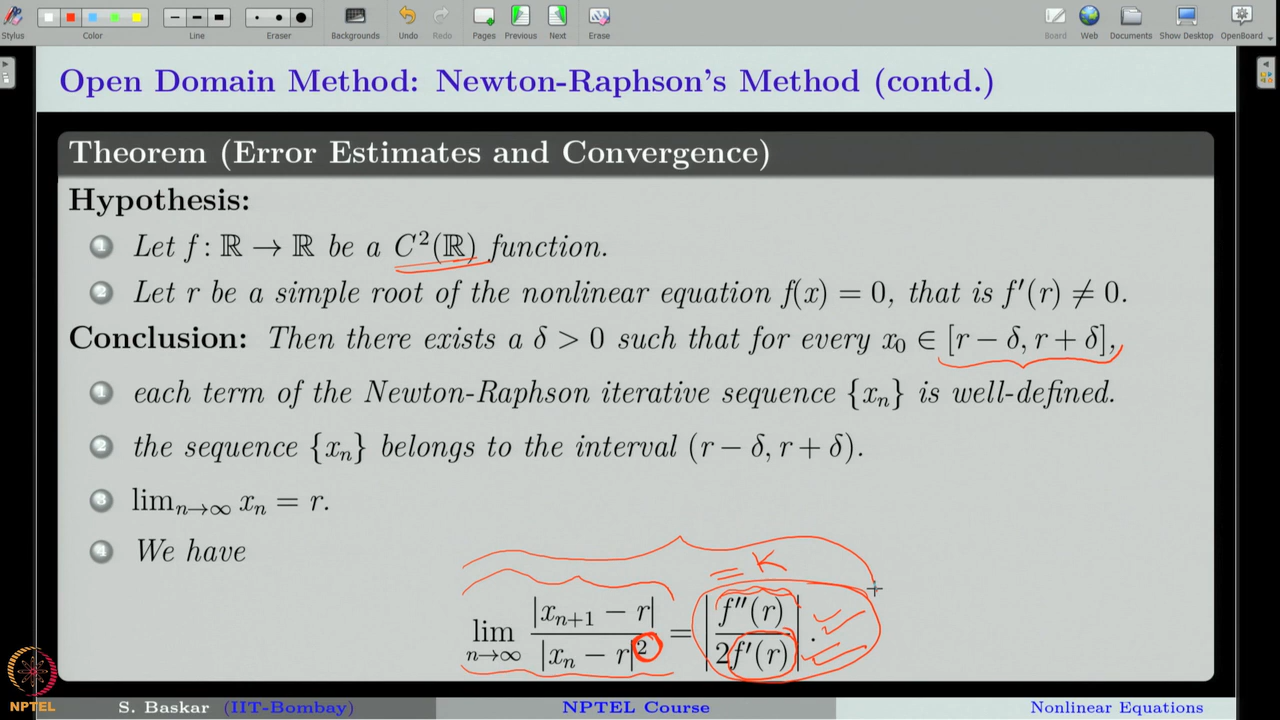 Stylus Color Line Eraser Backgrounds Undo Redo Pages Previous Next Erase Board Web Documents Show Desktop OpenBoard
Open Domain Method: Newton-Raphson's Method (contd.)
Theorem (Error Estimates and Convergence)
Hypothesis:
1 Let f : ℝ → ℝ be a C²(ℝ) function.
2 Let r be a simple root of the nonlinear equation f(x) = 0, that is f′(r) ≠ 0.
Conclusion: Then there exists a δ > 0 such that for every x₀ ∈ [r − δ, r + δ],
1 each term of the Newton-Raphson iterative sequence {xₙ} is well-defined.
2 the sequence {xₙ} belongs to the interval (r − δ, r + δ).
3 limₙ→∞ xₙ = r.
4 We have
= K
lim n→∞ |xₙ₊₁ − r| / |xₙ − r|² = | f″(r) / 2f′(r) | .
NPTEL S. Baskar (IIT-Bombay) NPTEL Course Nonlinear Equations